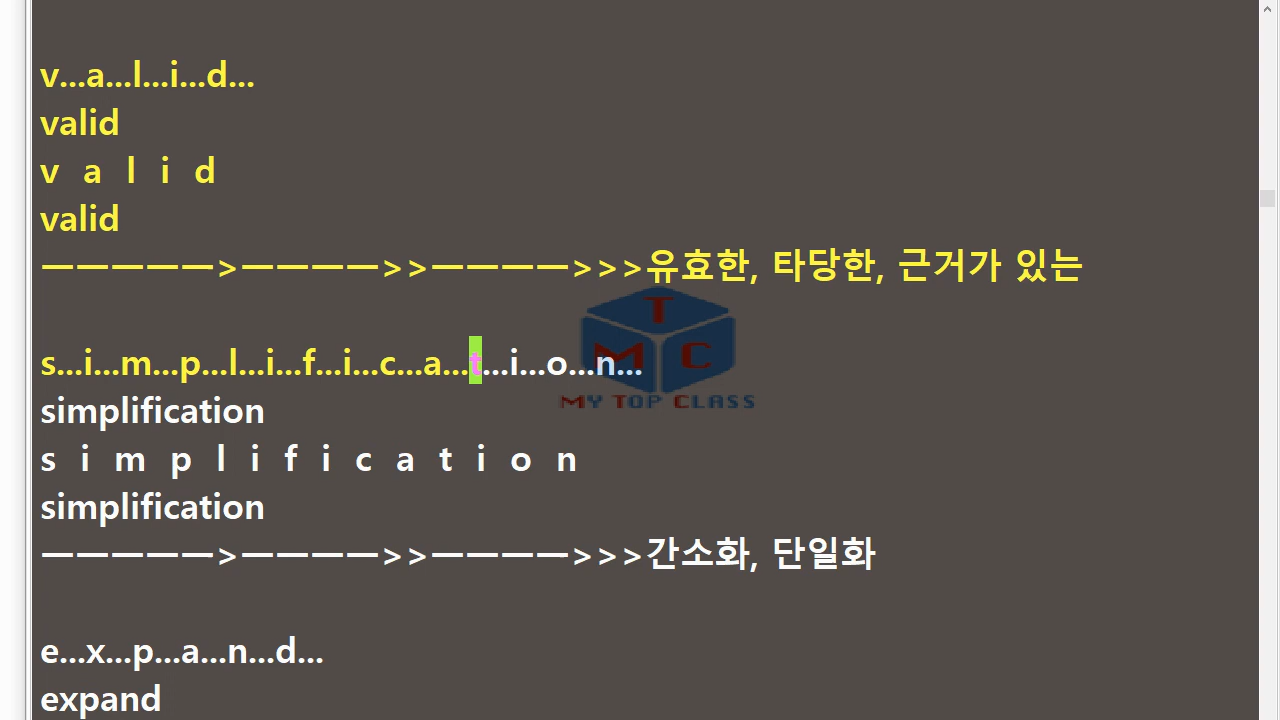 v...a...l...i...d...
valid
v a l i d
valid
—————>————>>————>>>유효한, 타당한, 근거가 있는
T
M C
MY TOP CLASS
s...i...m...p...l...i...f...i...c...a...t...i...o...n...
simplification
s i m p l i f i c a t i o n
simplification
—————>————>>————>>>간소화, 단일화
e...x...p...a...n...d...
expand